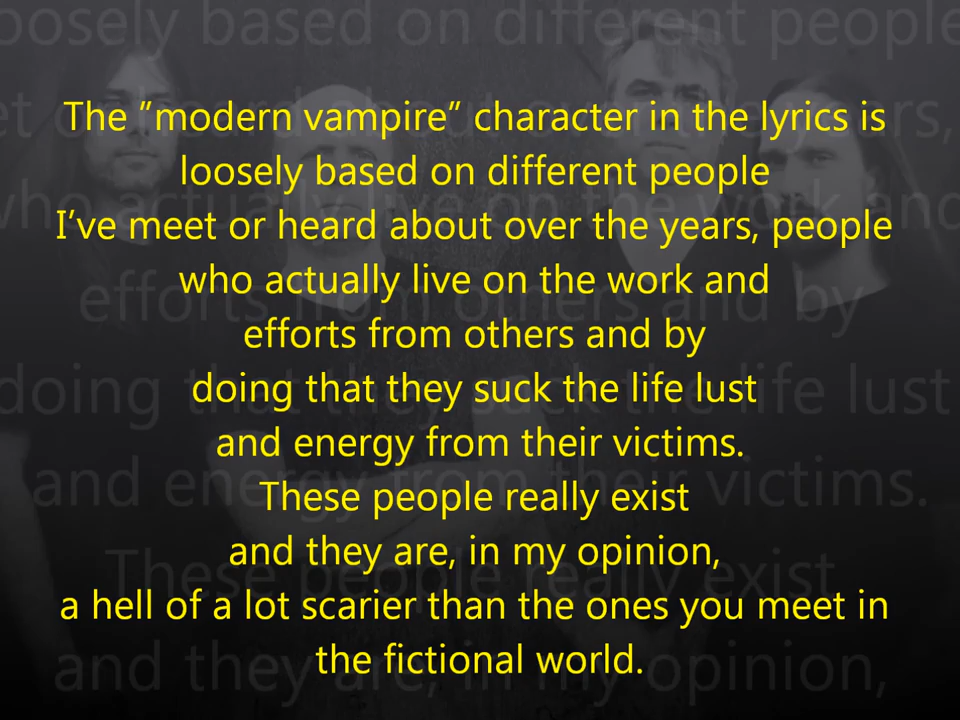 The ”modern vampire” character in the lyrics is
loosely based on different people
I’ve meet or heard about over the years, people
who actually live on the work and
efforts from others and by
doing that they suck the life lust
and energy from their victims.
These people really exist
and they are, in my opinion,
a hell of a lot scarier than the ones you meet in
the fictional world.